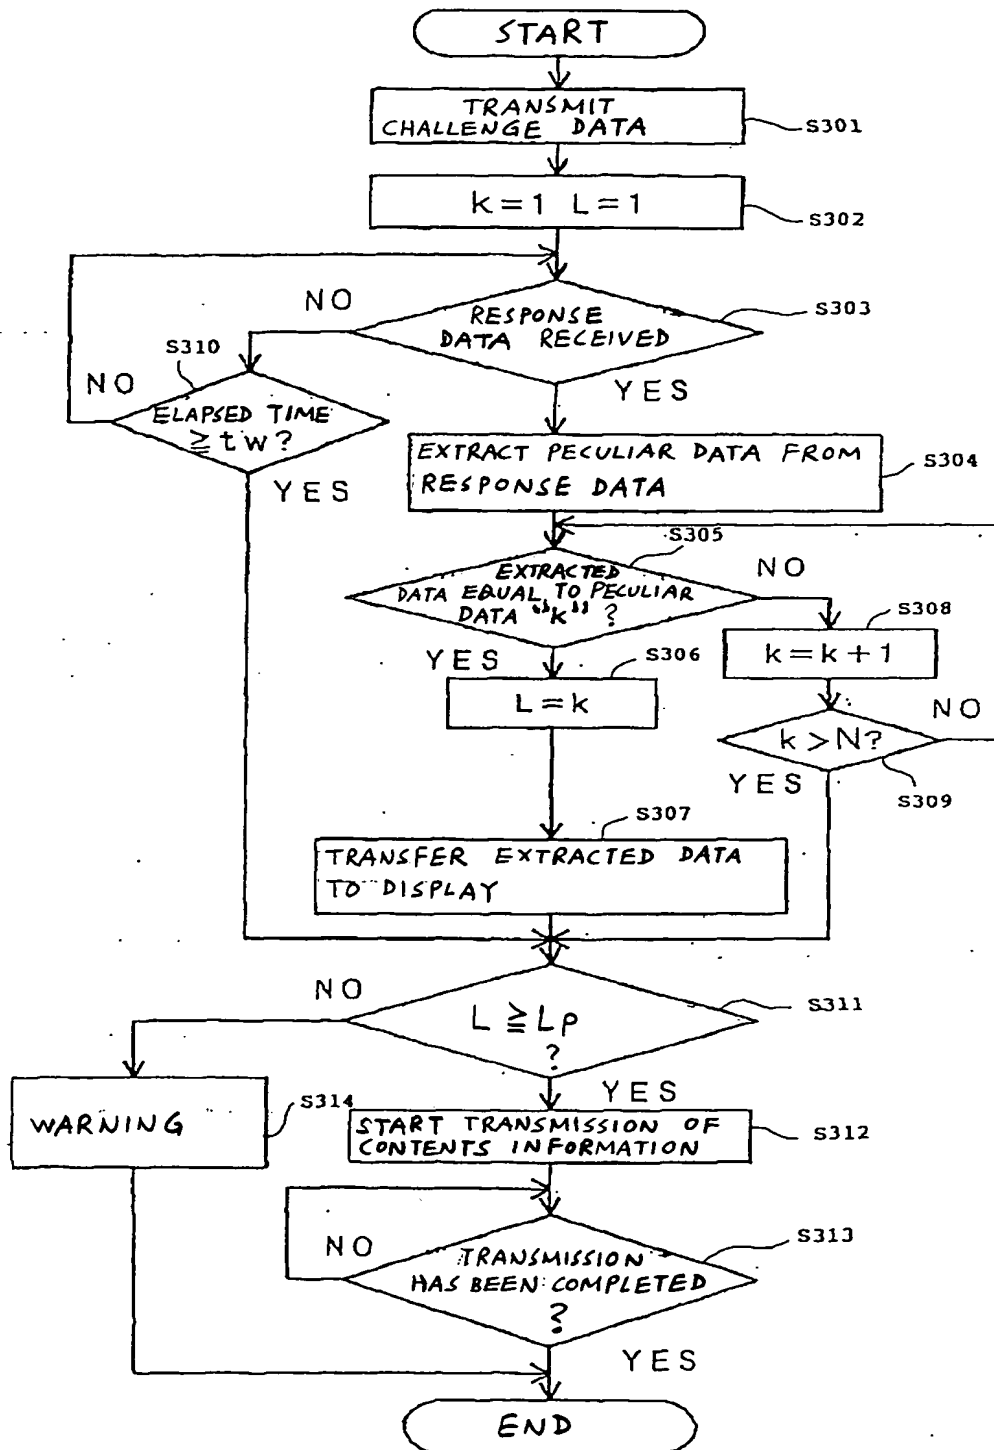 START
TRANSMIT
CHALLENGE DATA
S301
k=1 L=1
S302
NO
RESPONSE
DATA RECEIVED
S303
S310
NO
YES
ELAPSED TIME
≧ tw?
YES
EXTRACT PECULIAR DATA FROM
RESPONSE DATA
S304
S305
EXTRACTED
DATA EQUAL TO PECULIAR
DATA "k" ?
NO
S308
YES
S306
k=k+1
L=k
NO
k>N?
YES
S309
S307
TRANSFER EXTRACTED DATA
TO DISPLAY
NO
L ≧ Lp
?
S311
YES
WARNING
S314
START TRANSMISSION OF
CONTENTS INFORMATION
S312
NO
TRANSMISSION
HAS BEEN COMPLETED
?
S313
YES
END